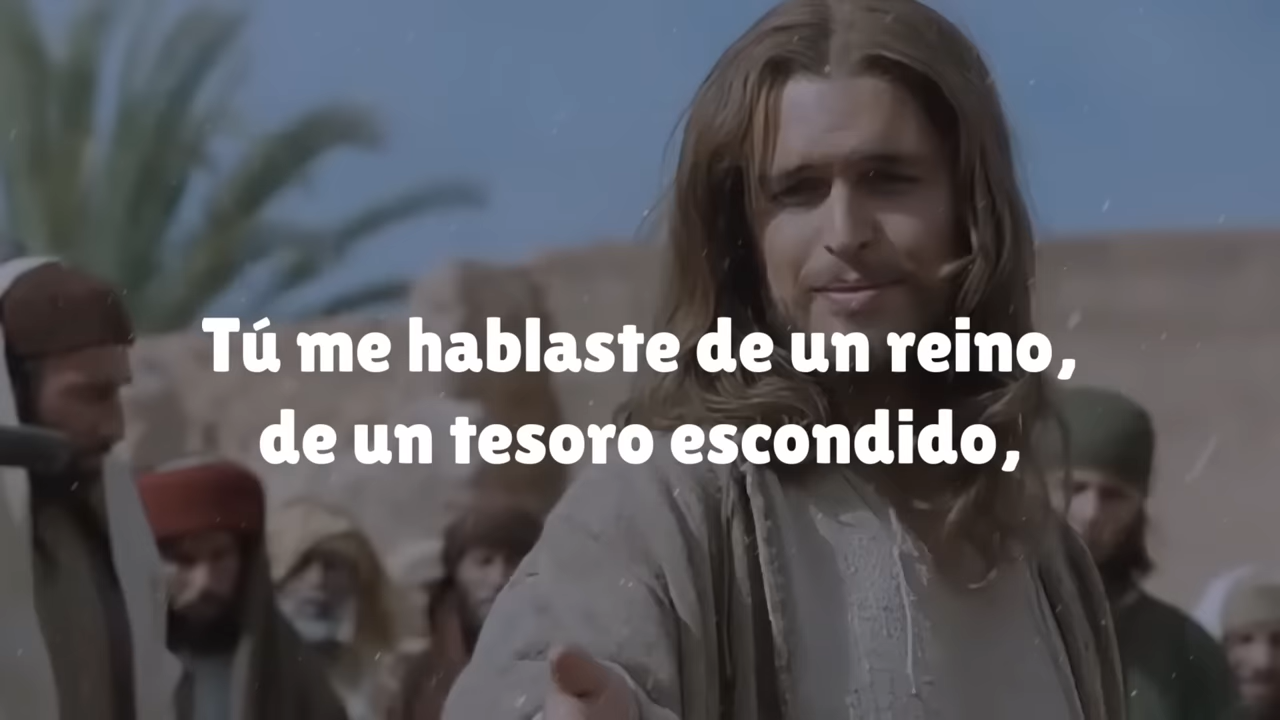 Tú me hablaste de un reino,
de un tesoro escondido,